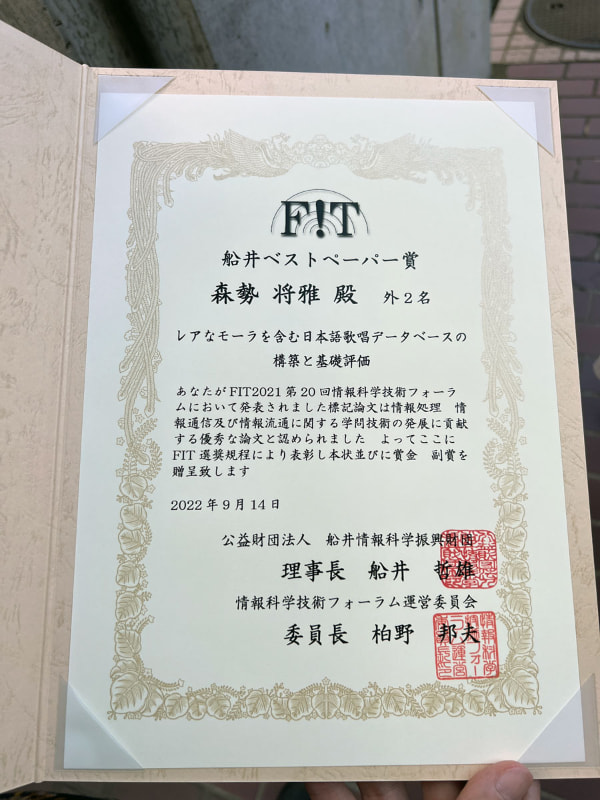 F!T
船井ベストペーパー賞
森勢 将雅 殿 外2名
レアなモーラを含む日本語歌唱データベースの
構築と基礎評価
あなたがFIT2021第20回情報科学技術フォーラ
ムにおいて発表されました標記論文は情報処理 情
報通信及び情報流通に関する学問技術の発展に貢献
する優秀な論文と認められました よってここに
FIT選奨規程により表彰し本状並びに賞金 副賞を
贈呈致します
2022年9月14日
公益財団法人 船井情報科学振興財団
理事長 船井 哲雄
情報科学技術フォーラム運営委員会
委員長 柏野 邦夫